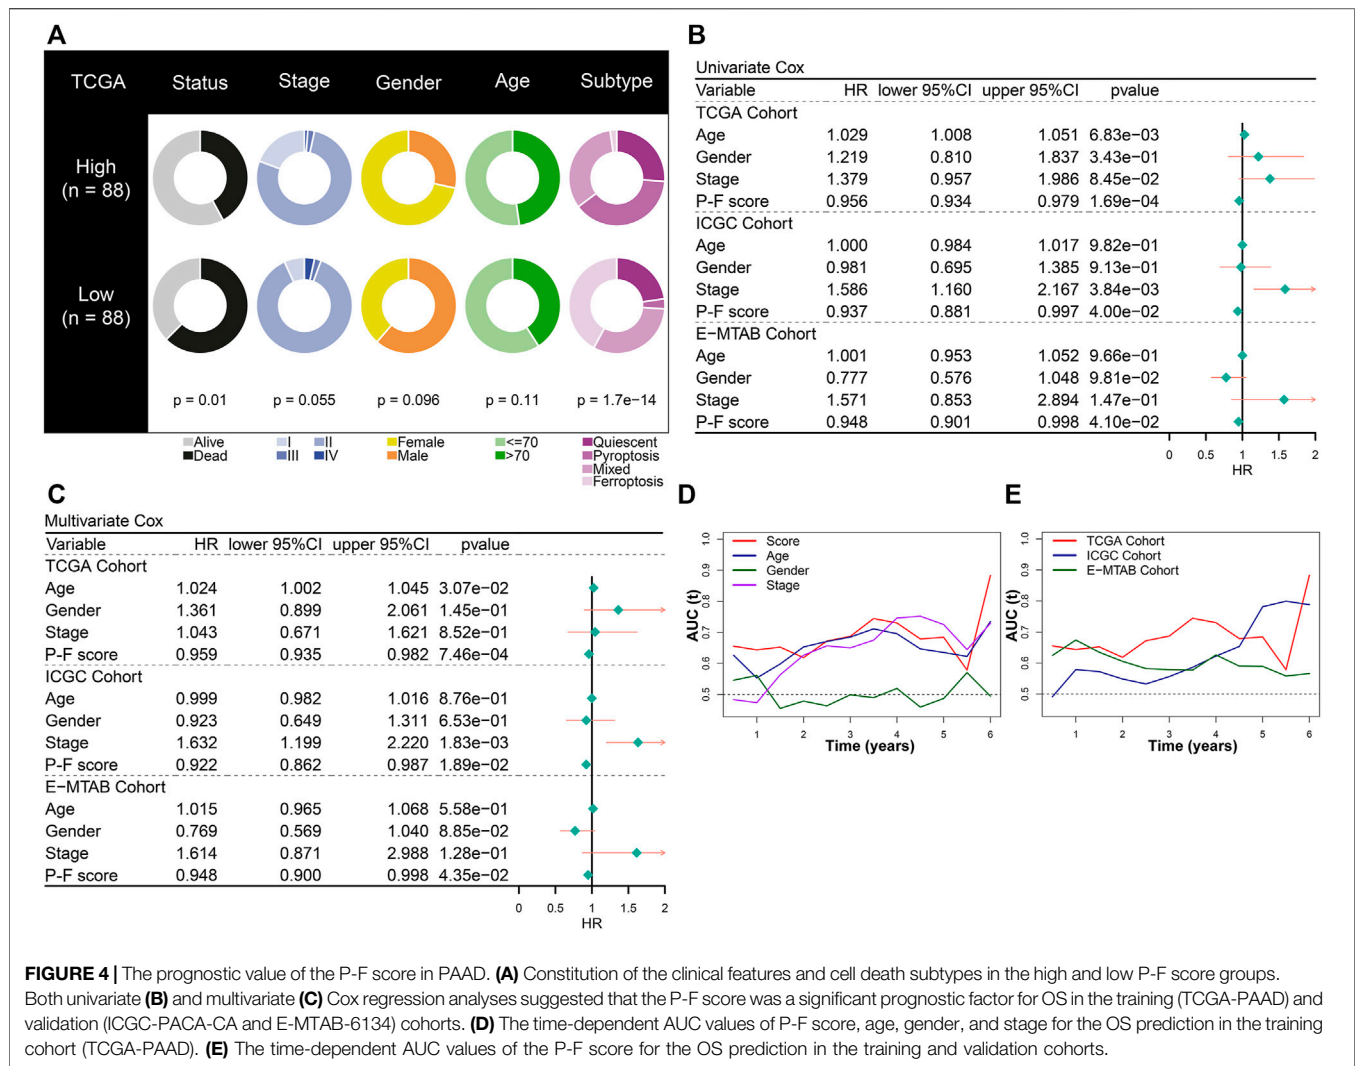 A
TCGA Status Stage Gender Age Subtype
High
(n = 88)
Low
(n = 88)
p = 0.01 p = 0.055 p = 0.096 p = 0.11 p = 1.7e−14
Alive I II Female <=70 Quiescent
Dead III IV Male >70 Pyroptosis
Mixed
Ferroptosis
B
Univariate Cox
Variable HR lower 95%CI upper 95%CI pvalue
TCGA Cohort
Age 1.029 1.008 1.051 6.83e−03
Gender 1.219 0.810 1.837 3.43e−01
Stage 1.379 0.957 1.986 8.45e−02
P−F score 0.956 0.934 0.979 1.69e−04
ICGC Cohort
Age 1.000 0.984 1.017 9.82e−01
Gender 0.981 0.695 1.385 9.13e−01
Stage 1.586 1.160 2.167 3.84e−03
P−F score 0.937 0.881 0.997 4.00e−02
E−MTAB Cohort
Age 1.001 0.953 1.052 9.66e−01
Gender 0.777 0.576 1.048 9.81e−02
Stage 1.571 0.853 2.894 1.47e−01
P−F score 0.948 0.901 0.998 4.10e−02
0 0.5 1 1.5 2
HR
C
Multivariate Cox
Variable HR lower 95%CI upper 95%CI pvalue
TCGA Cohort
Age 1.024 1.002 1.045 3.07e−02
Gender 1.361 0.899 2.061 1.45e−01
Stage 1.043 0.671 1.621 8.52e−01
P−F score 0.959 0.935 0.982 7.46e−04
ICGC Cohort
Age 0.999 0.982 1.016 8.76e−01
Gender 0.923 0.649 1.311 6.53e−01
Stage 1.632 1.199 2.220 1.83e−03
P−F score 0.922 0.862 0.987 1.89e−02
E−MTAB Cohort
Age 1.015 0.965 1.068 5.58e−01
Gender 0.769 0.569 1.040 8.85e−02
Stage 1.614 0.871 2.988 1.28e−01
P−F score 0.948 0.900 0.998 4.35e−02
0 0.5 1 1.5 2
HR
D
Score
Age
Gender
Stage
AUC (t)
1.0
0.9
0.8
0.7
0.6
0.5
1 2 3 4 5 6
Time (years)
E
TCGA Cohort
ICGC Cohort
E−MTAB Cohort
AUC (t)
1.0
0.9
0.8
0.7
0.6
0.5
1 2 3 4 5 6
Time (years)
FIGURE 4 | The prognostic value of the P-F score in PAAD. (A) Constitution of the clinical features and cell death subtypes in the high and low P-F score groups.
Both univariate (B) and multivariate (C) Cox regression analyses suggested that the P-F score was a significant prognostic factor for OS in the training (TCGA-PAAD) and
validation (ICGC-PACA-CA and E-MTAB-6134) cohorts. (D) The time-dependent AUC values of P-F score, age, gender, and stage for the OS prediction in the training
cohort (TCGA-PAAD). (E) The time-dependent AUC values of the P-F score for the OS prediction in the training and validation cohorts.